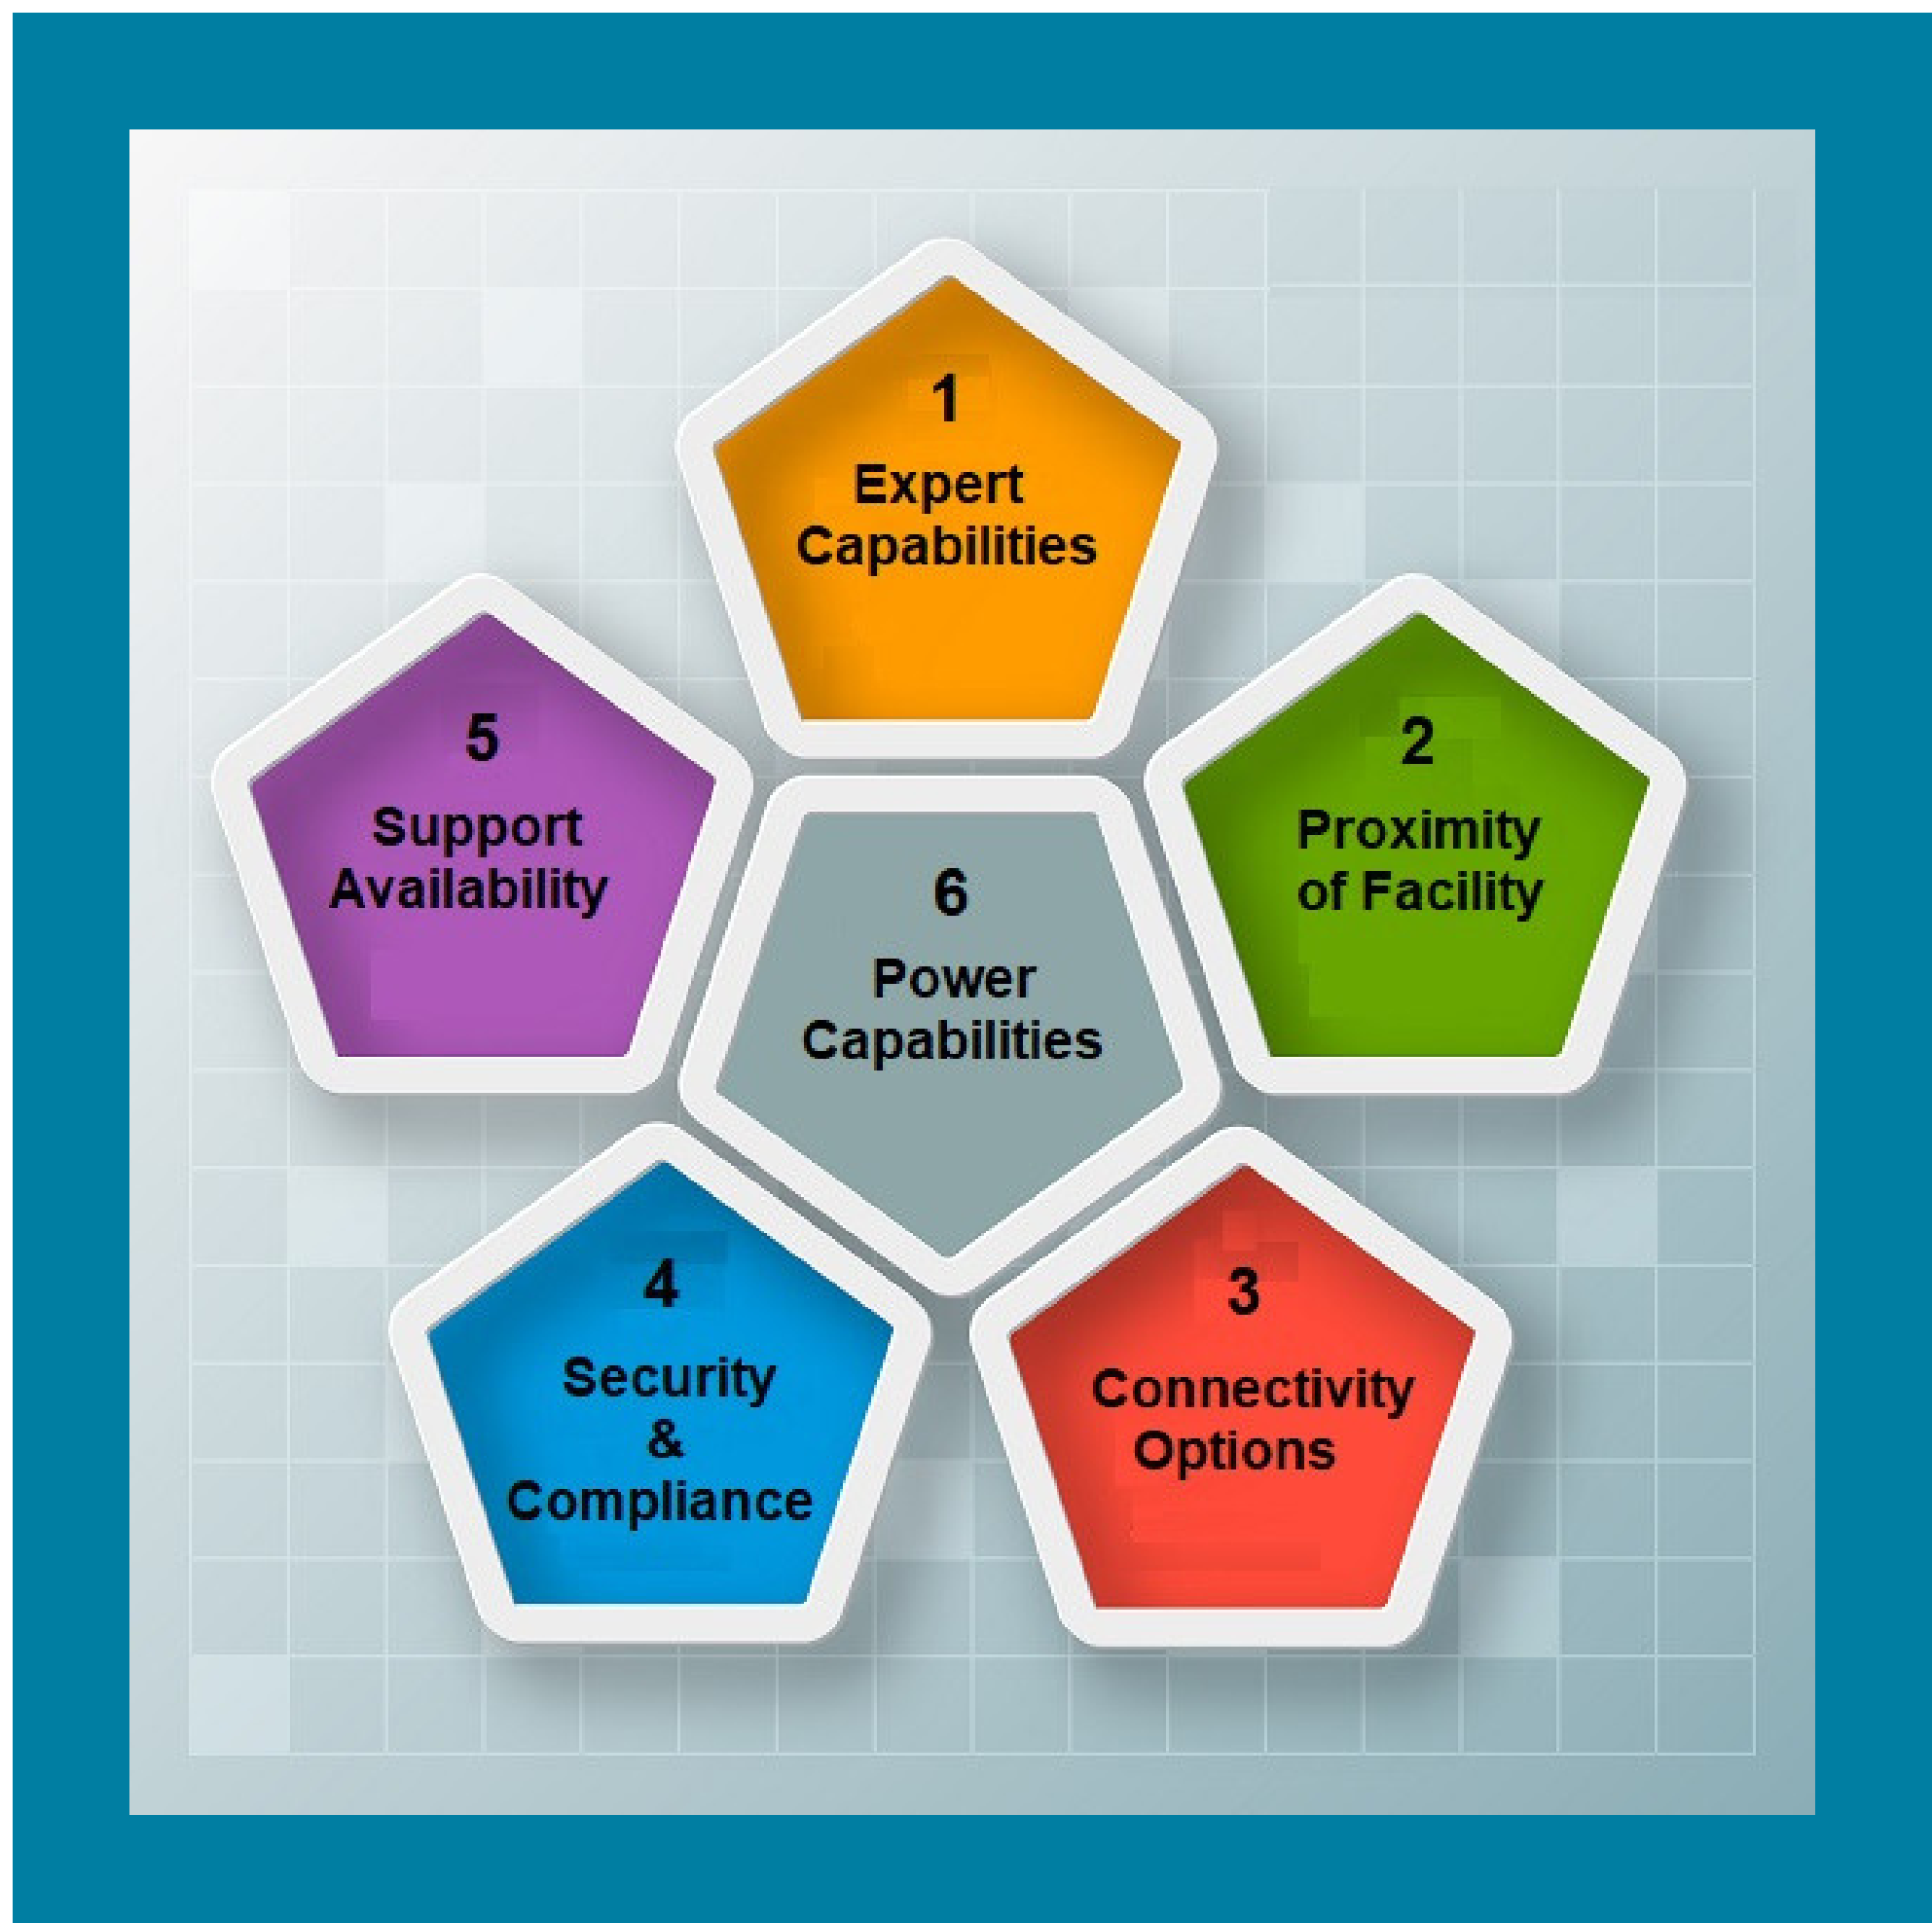 1
Expert
Capabilities
2
Proximity
of Facility
3
Connectivity
Options
4
Security
&
Compliance
5
Support
Availability
6
Power
Capabilities